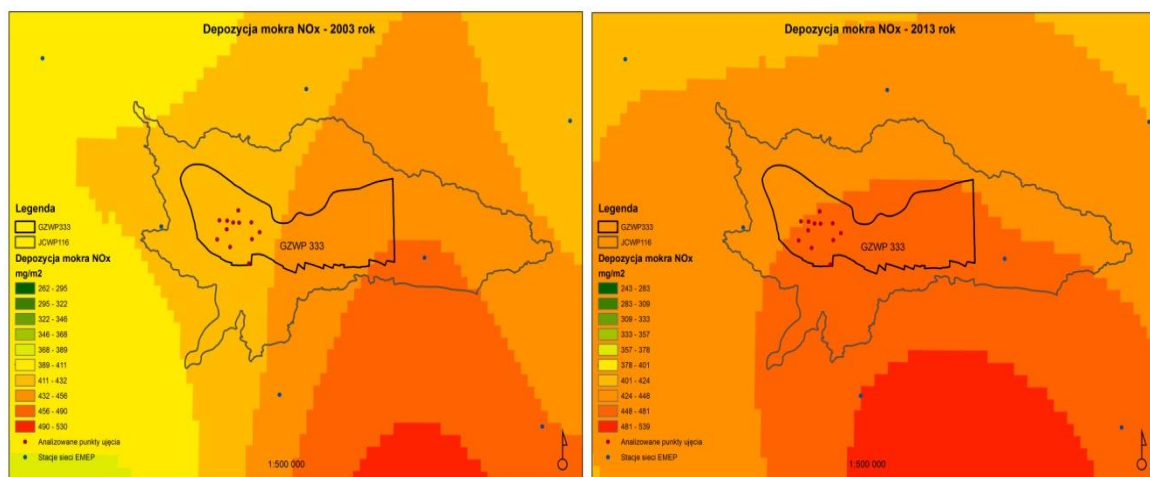 Depozycja mokra NOx - 2003 rok
GZWP 333
Legenda
GZWP333
JCWP116
Depozycja mokra NOx
mg/m2
262 - 295
295 - 322
322 - 346
346 - 368
368 - 389
389 - 411
411 - 432
432 - 456
456 - 490
490 - 530
Analizowane punkty ujęcia
Stacje sieci EMEP
1:500 000
Depozycja mokra NOx - 2013 rok
GZWP 333
Legenda
GZWP333
JCWP116
Depozycja mokra NOx
mg/m2
243 - 283
283 - 309
309 - 333
333 - 357
357 - 378
378 - 401
401 - 424
424 - 448
448 - 481
481 - 539
Analizowane punkty ujęcia
Stacje sieci EMEP
1:500 000